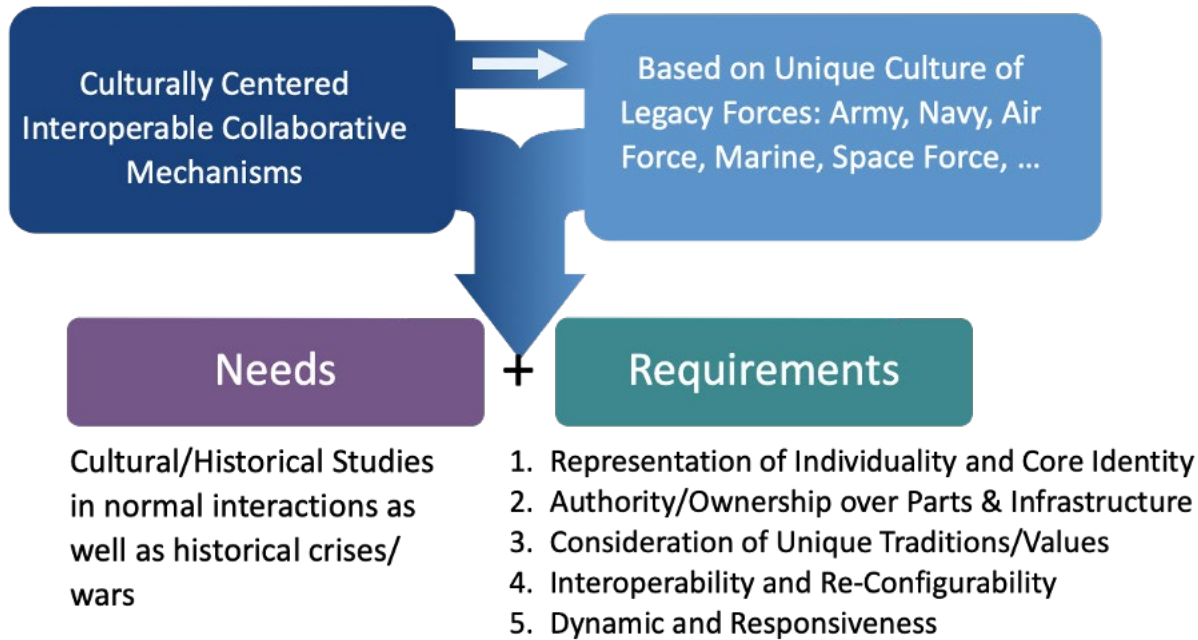 Culturally Centered
Interoperable Collaborative
Mechanisms
Based on Unique Culture of
Legacy Forces: Army, Navy, Air
Force, Marine, Space Force, ...
Needs
+
Requirements
Cultural/Historical Studies
in normal interactions as
well as historical crises/
wars
1. Representation of Individuality and Core Identity
2. Authority/Ownership over Parts & Infrastructure
3. Consideration of Unique Traditions/Values
4. Interoperability and Re-Configurability
5. Dynamic and Responsiveness